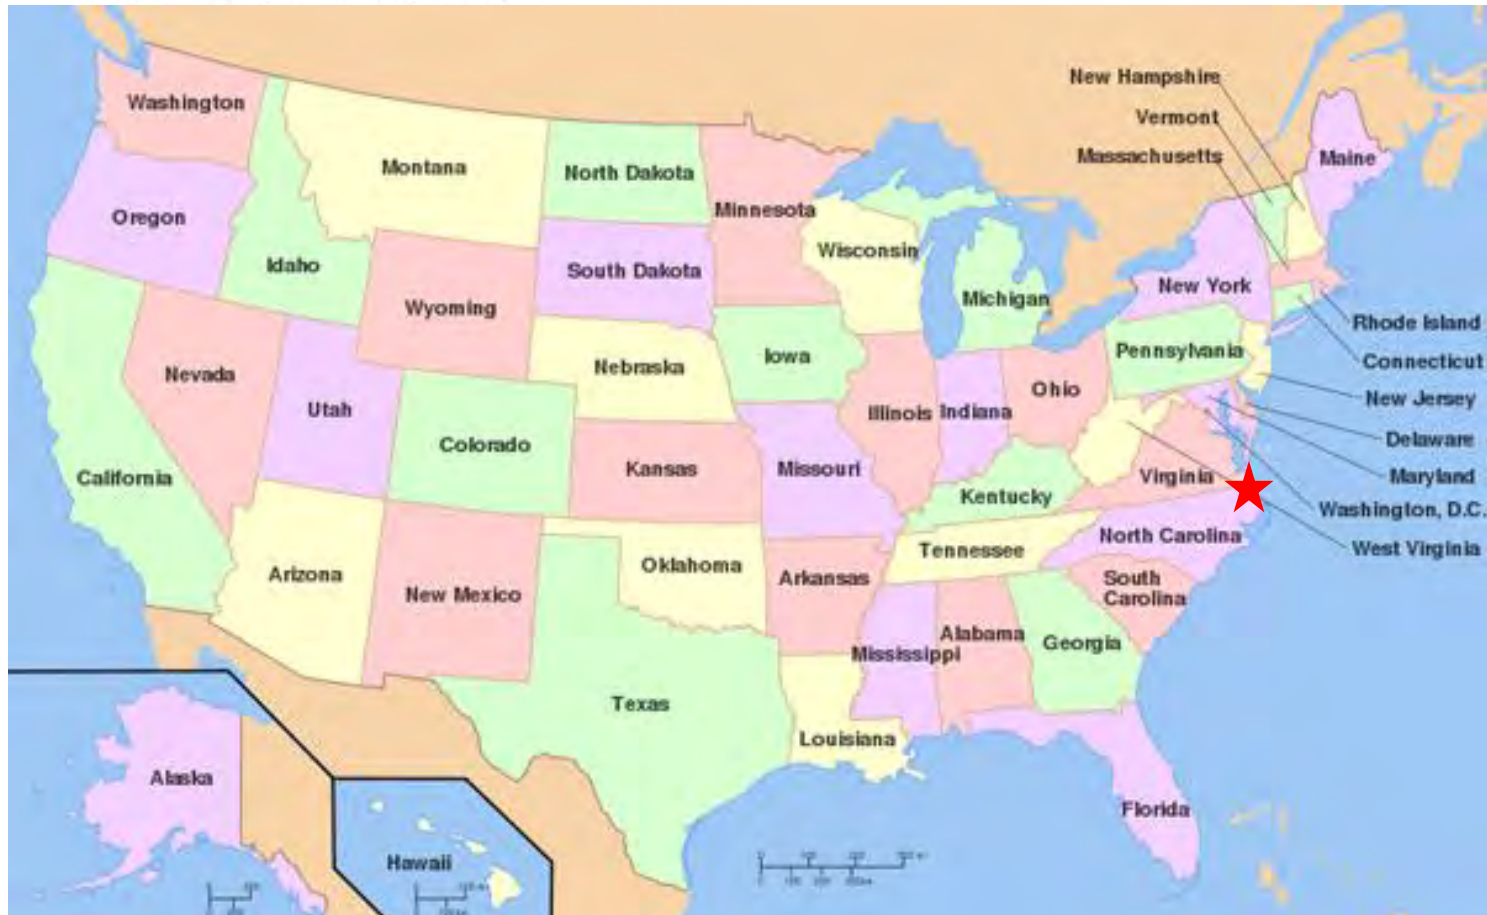 New Hampshire
Vermont
Massachusetts
Washington
Montana
North Dakota
Minnesota
Maine
Oregon
Idaho
Wisconsin
South Dakota
Michigan
New York
Wyoming
Rhode Island
Iowa
Pennsylvania
Connecticut
Nevada
Nebraska
Ohio
New Jersey
Utah
Illinois
Indiana
Colorado
Delaware
California
Kansas
Missouri
Virginia
Maryland
Kentucky
Washington, D.C.
North Carolina
West Virginia
Tennessee
Oklahoma
Arizona
New Mexico
Arkansas
South
Carolina
Alabama
Georgia
Mississippi
Texas
Louisiana
Alaska
Florida
Hawaii